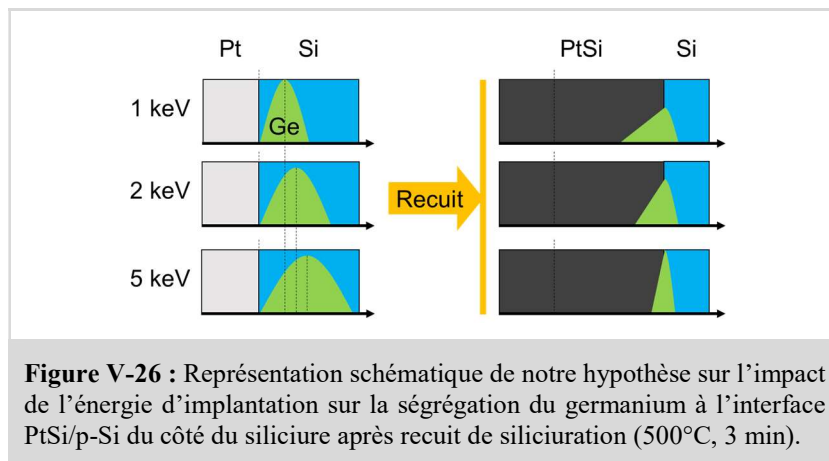 Pt Si PtSi Si
1 keV
Ge
2 keV
Recuit
5 keV
Figure V-26 : Représentation schématique de notre hypothèse sur l’impact
de l’énergie d’implantation sur la ségrégation du germanium à l’interface
PtSi/p-Si du côté du siliciure après recuit de siliciuration (500°C, 3 min).